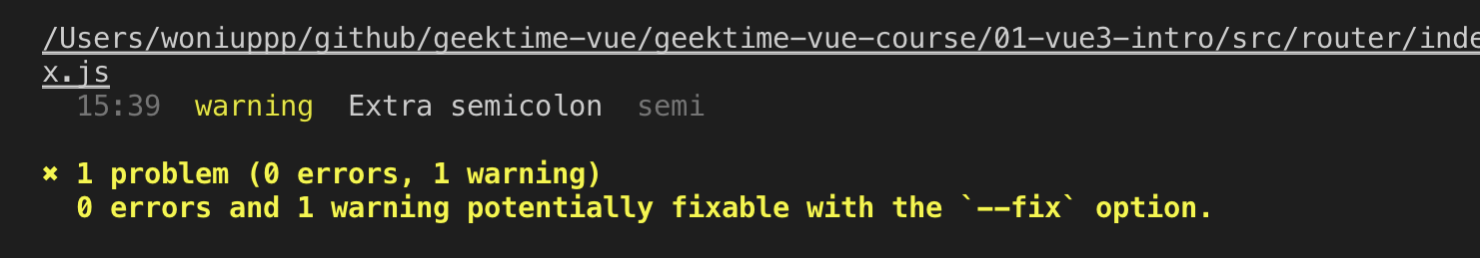 /Users/woniuppp/github/geektime-vue/geektime-vue-course/01-vue3-intro/src/router/inde
x.js
15:39  warning  Extra semicolon  semi
✖ 1 problem (0 errors, 1 warning)
0 errors and 1 warning potentially fixable with the `--fix` option.